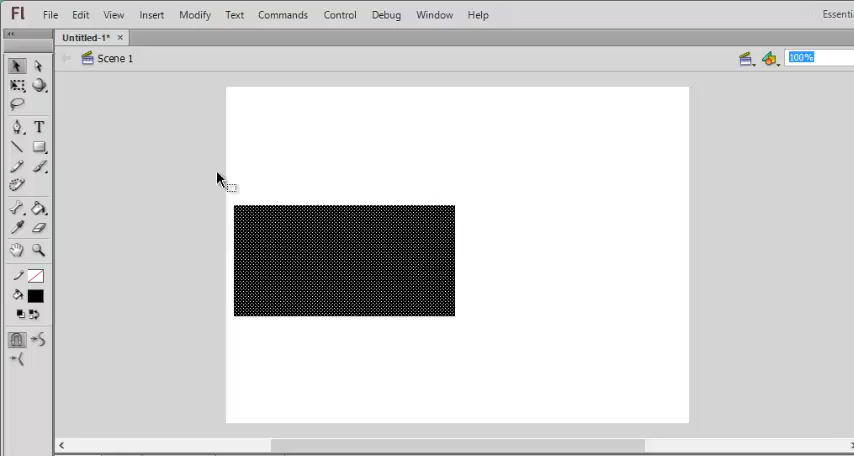 Fl File Edit View Insert Modify Text Commands Control Debug Window Help Essenti
Untitled-1* ×
Scene 1 100%
T